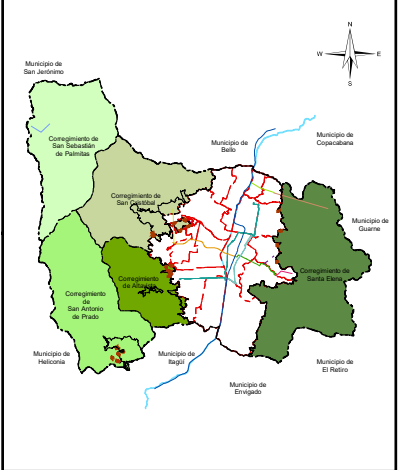 N
W
E
S
Municipio de
San Jerónimo
Municipio de
Bello
Municipio de
Copacabana
Corregimiento de
San Sebastián
de Palmitas
Corregimiento de
San Cristóbal
Municipio de
Guarne
Corregimiento
de Altavista
Corregimiento de
Santa Elena
Corregimiento
de
San Antonio
de Prado
Municipio de
Heliconia
Municipio de
Itagüí
Municipio de
El Retiro
Municipio de
Envigado